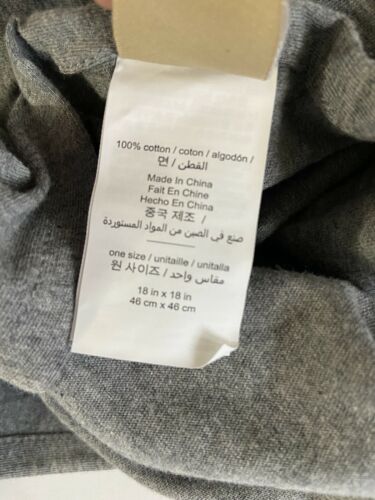 100% cotton / coton / algodón /
면 / القطن /
Made In China
Fait En Chine
Hecho En China
중국 제조 /
صنع في الصين من المواد المستوردة
one size / unitaille / unitalla
원 사이즈 / مقاس واحد /
18 in x 18 in
46 cm x 46 cm